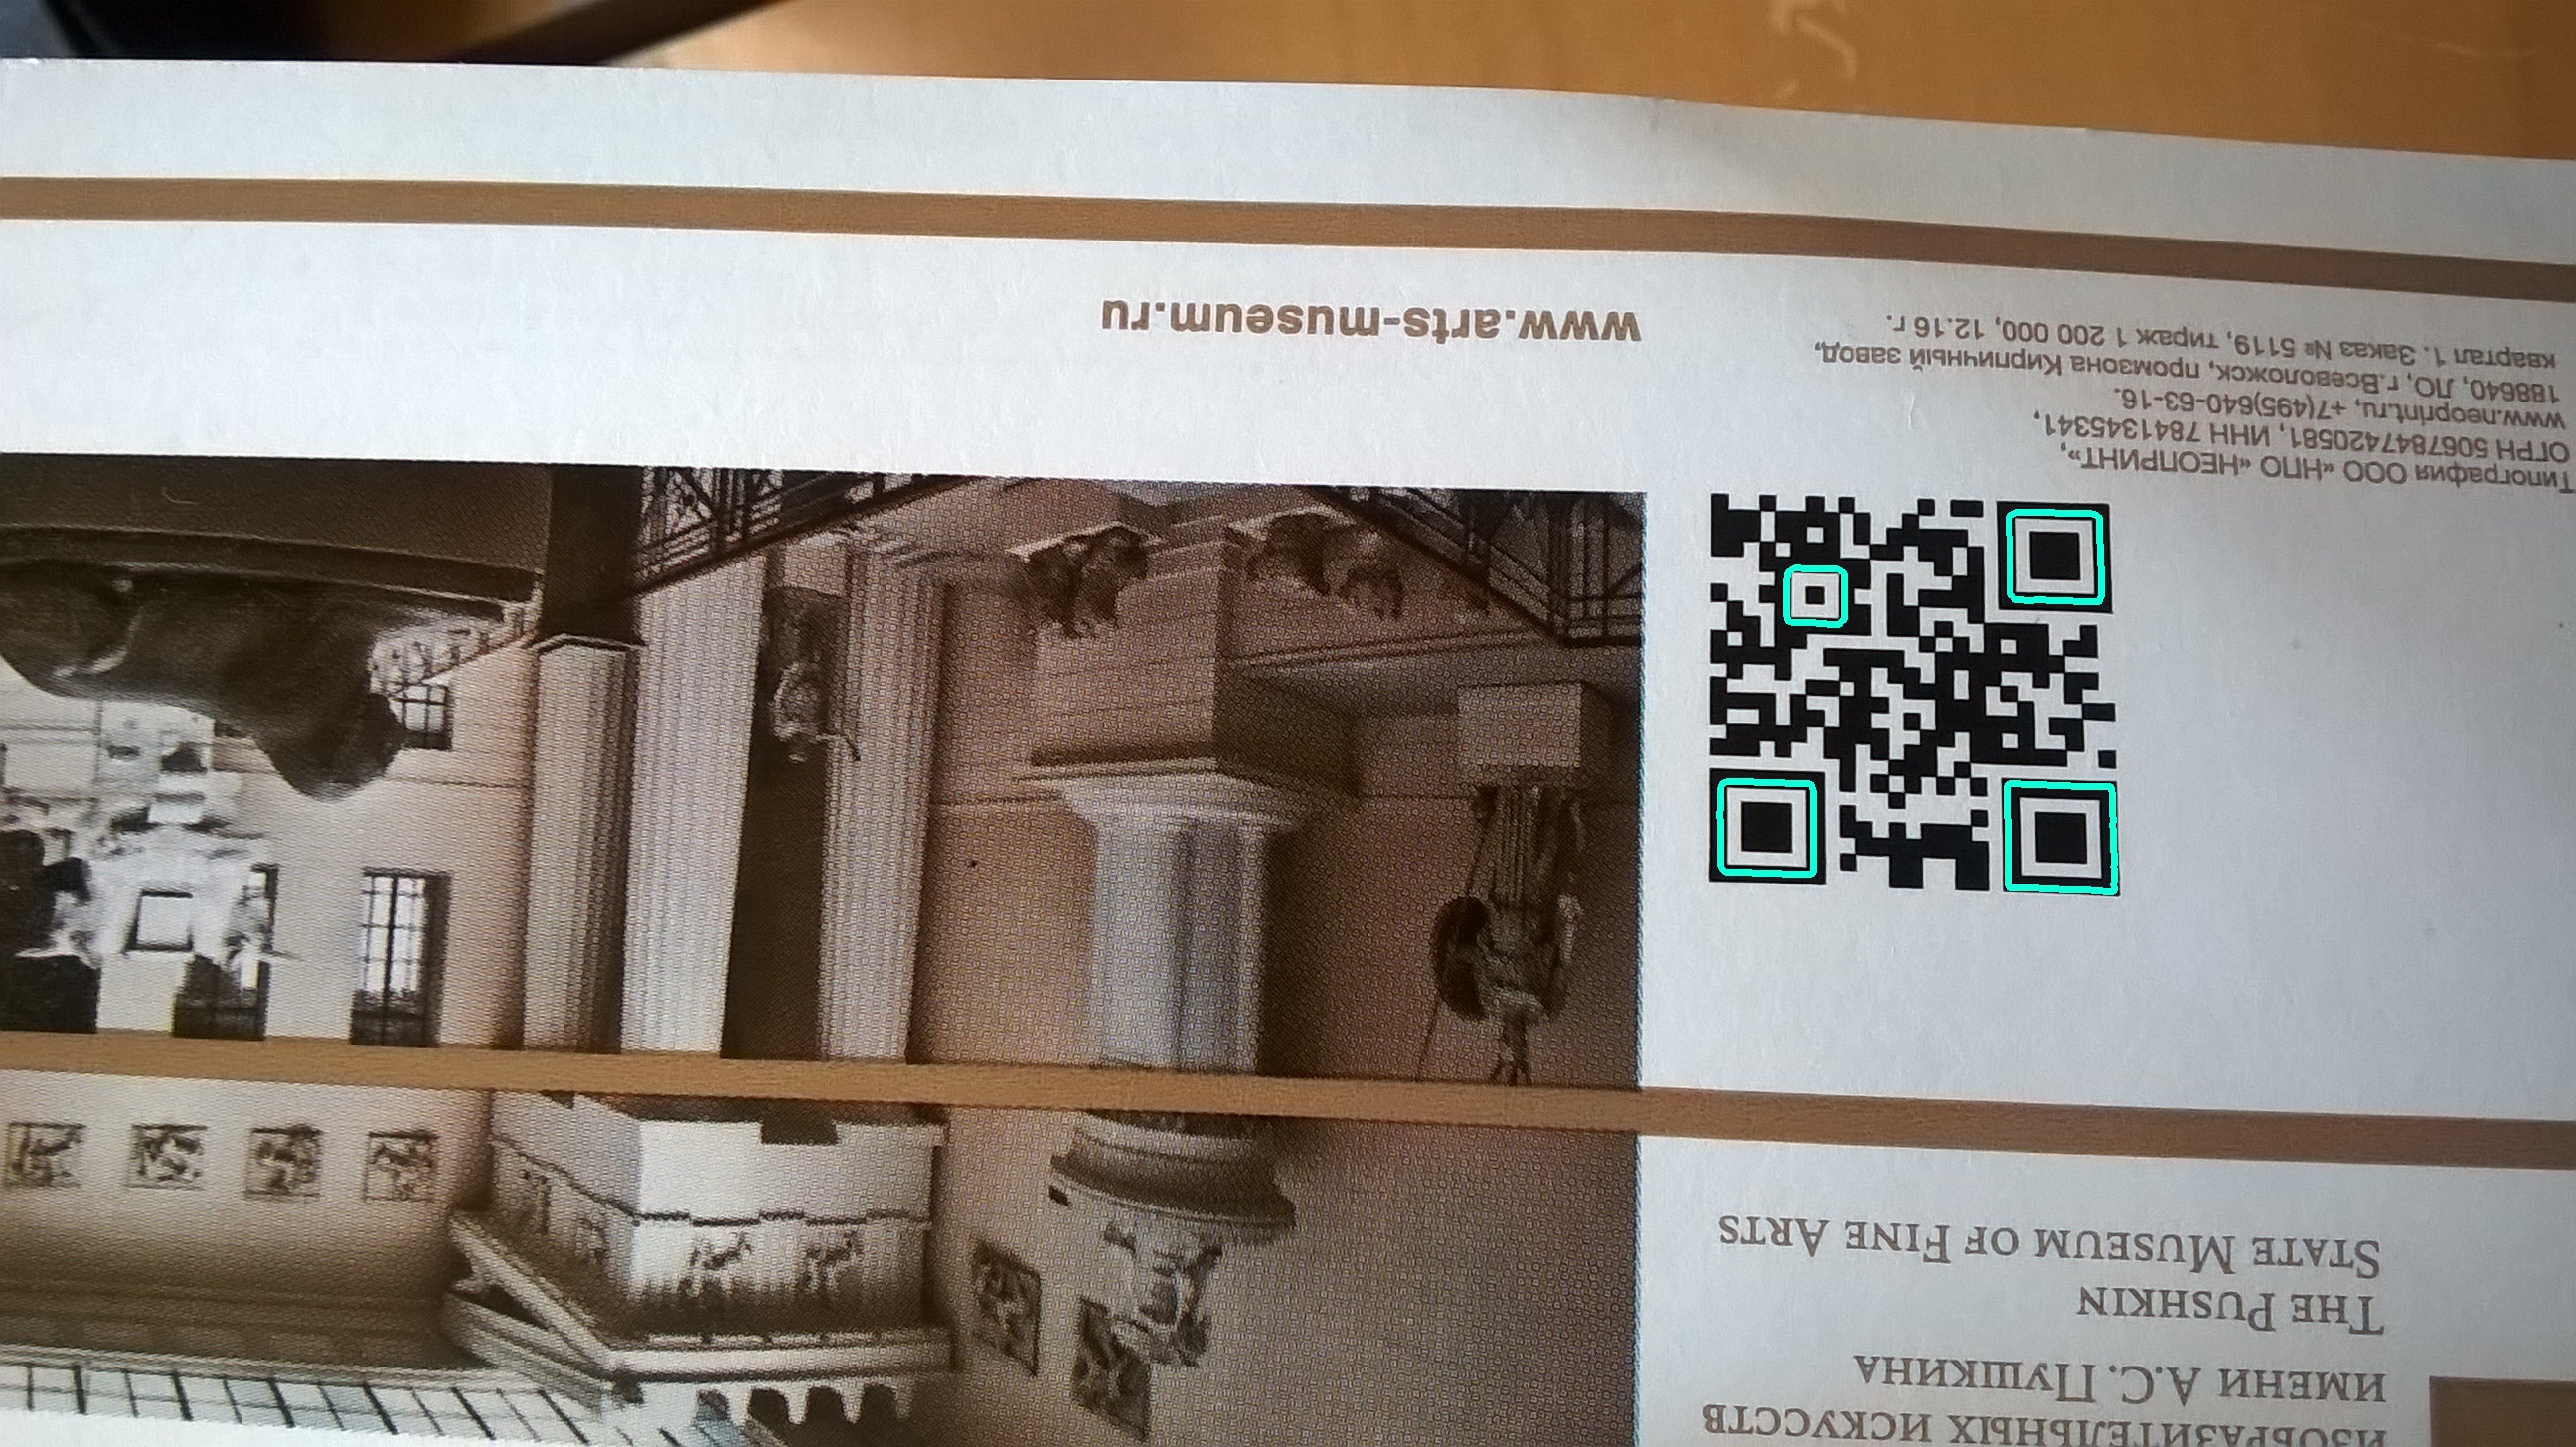 ИЗОБРАЗИТЕЛЬНЫХ ИСКУССТВ
ИМЕНИ А.С. ПУШКИНА
THE PUSHKIN
STATE MUSEUM OF FINE ARTS
Типография ООО «НПО «НЕОПРИНТ»,
ОГРН 5067847420581, ИНН 7841345341,
www.neoprint.ru, +7(495)640-63-16.
188640, ЛО, г.Всеволожск, промзона Кирпичный завод,
квартал 1. Заказ № 5119, тираж 1 200 000, 12.16 г.
www.arts-museum.ru